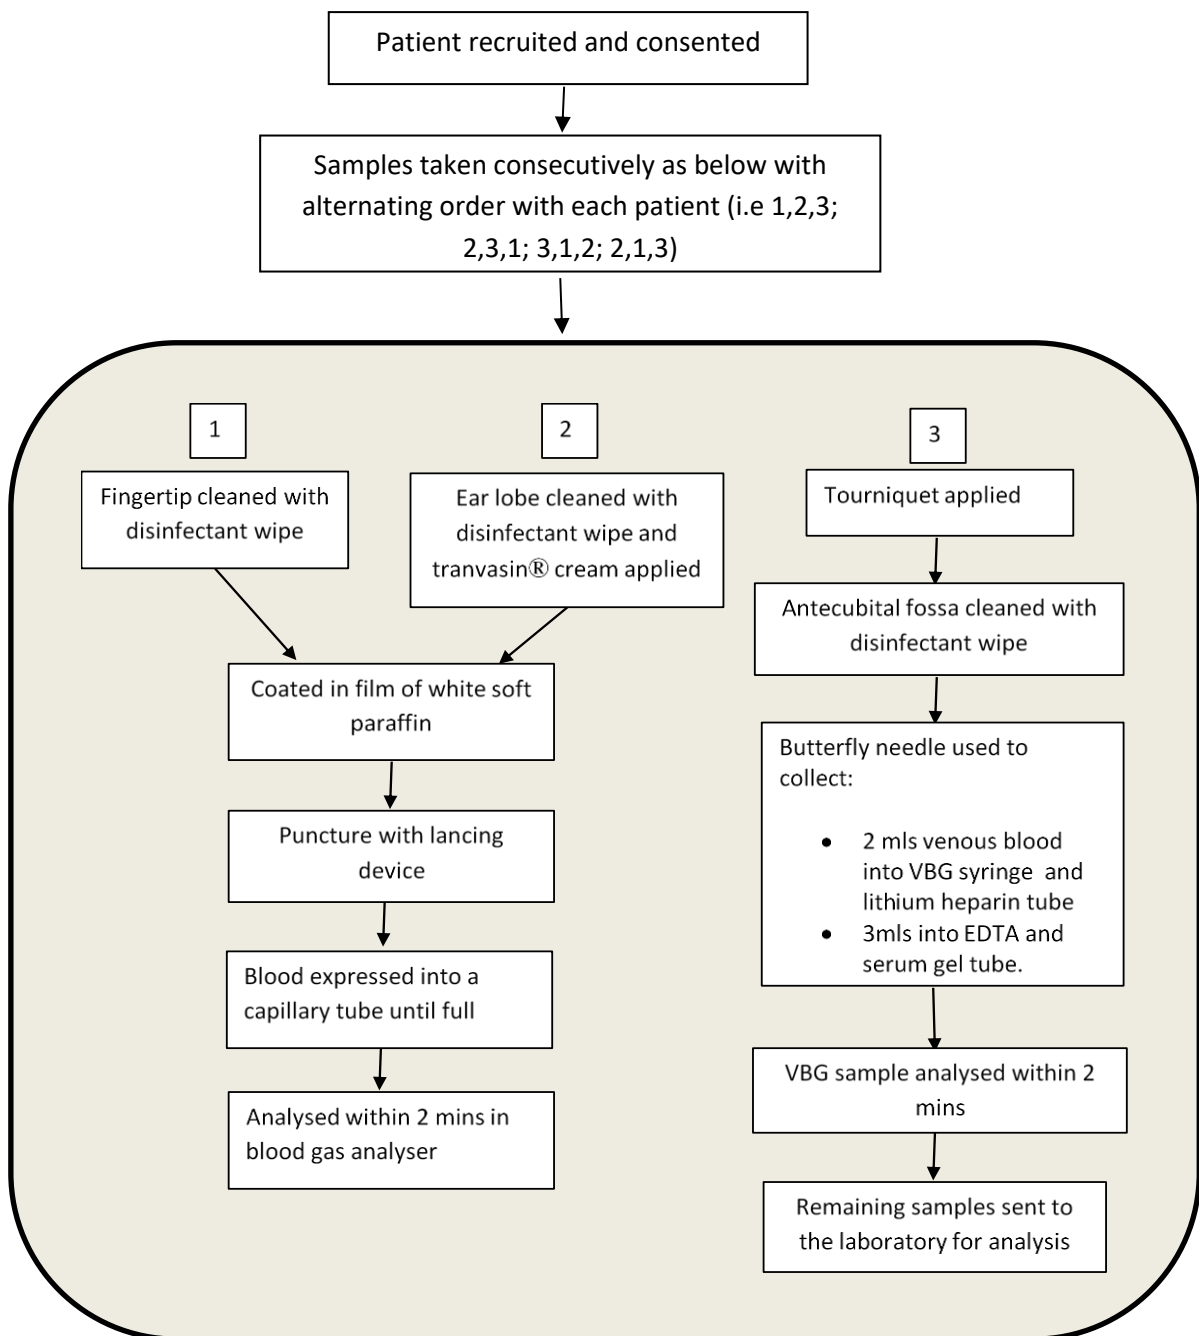 Patient recruited and consented
Samples taken consecutively as below with
alternating order with each patient (i.e 1,2,3;
2,3,1; 3,1,2; 2,1,3)
1
Fingertip cleaned with
disinfectant wipe
2
Ear lobe cleaned with
disinfectant wipe and
tranvasin® cream applied
Coated in film of white soft
paraffin
Puncture with lancing
device
Blood expressed into a
capillary tube until full
Analysed within 2 mins in
blood gas analyser
3
Tourniquet applied
Antecubital fossa cleaned with
disinfectant wipe
Butterfly needle used to
collect:
• 2 mls venous blood
into VBG syringe and
lithium heparin tube
• 3mls into EDTA and
serum gel tube.
VBG sample analysed within 2
mins
Remaining samples sent to
the laboratory for analysis